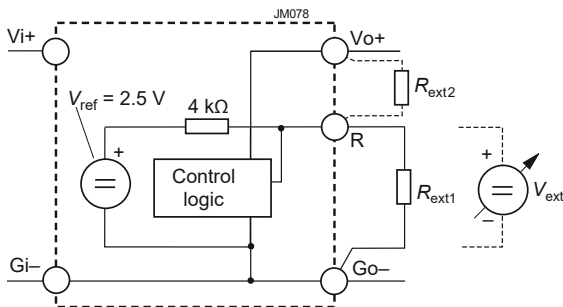 JM078
Vi+
Vo+
Rext2
Vref = 2.5 V
4 kΩ
R
+
Control
logic
+
Rext1
Vext
–
Gi–
Go–